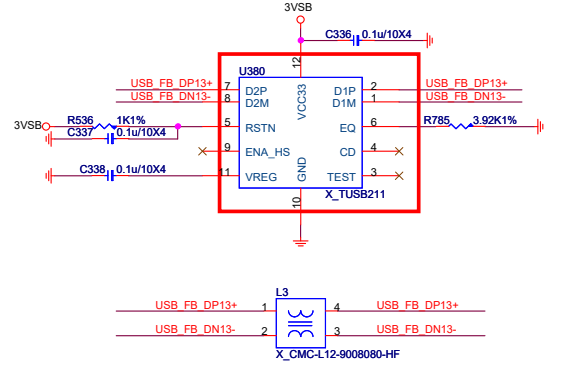 3VSB
C336 0.1u/10X4
12
U380
USB_FB_DP13+ 7 D2P VCC33 D1P 2 USB_FB_DP13+
USB_FB_DN13- 8 D2M D1M 1 USB_FB_DN13-
R536 1K1%
3VSB 5 RSTN EQ 6 R785 3.92K1%
C337 0.1u/10X4
9 ENA_HS CD 4
C338 0.1u/10X4
11 VREG GND TEST 3
10
X_TUSB211
L3
USB_FB_DP13+ 1 4 USB_FB_DP13+
USB_FB_DN13- 2 3 USB_FB_DN13-
X_CMC-L12-9008080-HF